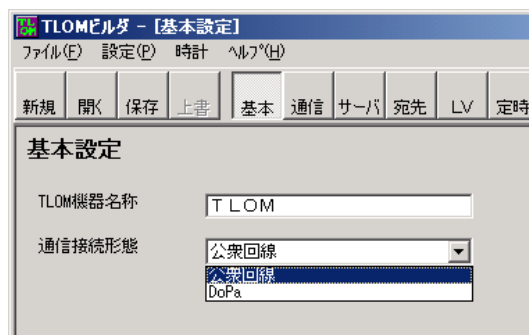 TLOMビルダ - [基本設定]
ファイル(F) 設定(P) 時計 ヘルプ(H)
新規 開く 保存 上書 基本 通信 サーバ 宛先 LV 定時
基本設定
TLOM機器名称 ＴＬＯＭ
通信接続形態 公衆回線
公衆回線
DoPa